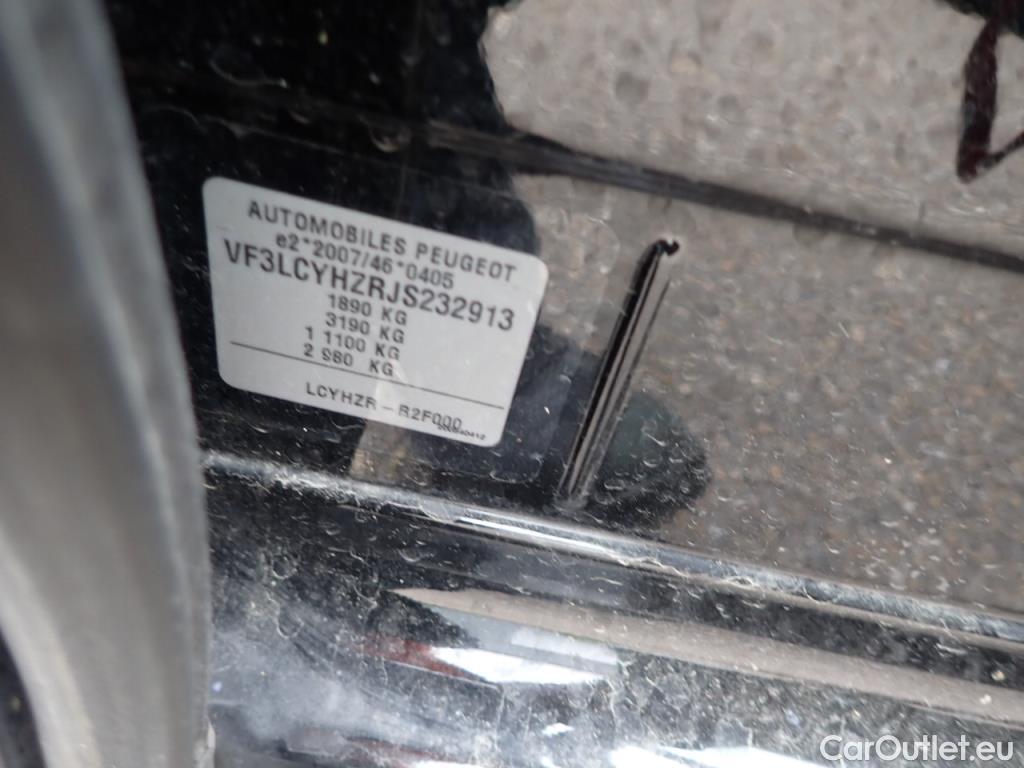 AUTOMOBILES PEUGEOT
e2*2007/46*0405
VF3LCYHZRJS232913
1890 KG
3190 KG
1 1100 KG
2 980 KG
LCYHZR - R2F000
CarOutlet.eu